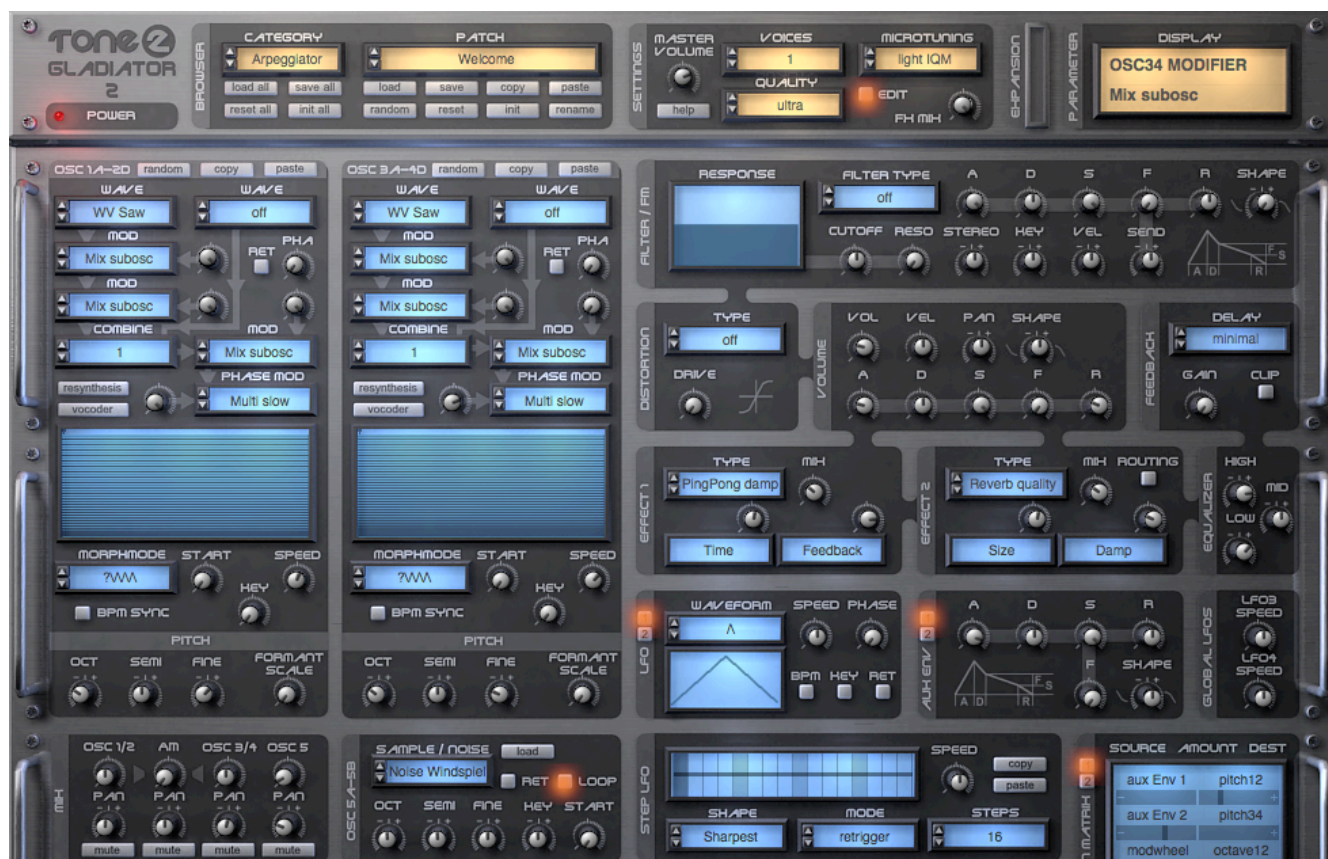 TONE2
GLADIATOR
2
POWER
BROWSER
CATEGORY
Arpeggiator
PATCH
Welcome
load all save all load save copy paste
reset all init all random reset init rename
SETTINGS
MASTER
VOLUME
help
VOICES
1
QUALITY
ultra
MICROTUNING
light IQM
EDIT
FX MIX
EXPANSION
PARAMETER
DISPLAY
OSC34 MODIFIER
Mix subosc
OSC 1A-2D random copy paste
WAVE WAVE
WV Saw off
MOD
Mix subosc RET PHA
MOD
Mix subosc
COMBINE MOD
1 Mix subosc
PHASE MOD
resynthesis
vocoder
Multi slow
MORPHMODE START SPEED
?\/\/\/\
KEY
BPM SYNC
PITCH
OCT SEMI FINE FORMANT
SCALE
OSC 3A-4D random copy paste
WAVE WAVE
WV Saw off
MOD
Mix subosc RET PHA
MOD
Mix subosc
COMBINE MOD
1 Mix subosc
PHASE MOD
resynthesis
vocoder
Multi slow
MORPHMODE START SPEED
?\/\/\/\
KEY
BPM SYNC
PITCH
OCT SEMI FINE FORMANT
SCALE
FILTER / FM
RESPONSE
FILTER TYPE A D S F R SHAPE
off
CUTOFF RESO STEREO KEY VEL SEND
- I + - I + - I + - I +
A D R F S
DISTORTION
TYPE
off
DRIVE
VOLUME
VOL VEL PAN SHAPE
A D S F R
FEEDBACK
DELAY
minimal
GAIN CLIP
EFFECT 1
TYPE MIX
PingPong damp
Time Feedback
EFFECT 2
TYPE MIX ROUTING
Reverb quality
Size Damp
EQUALIZER
HIGH
MID
LOW
LFO
1
2
WAVEFORM SPEED PHASE
BPM KEY RET
AUX ENV
1
2
A D S R
F SHAPE
A D R F S
GLOBAL LFOS
LFO3
SPEED
LFO4
SPEED
MIX
OSC 1/2 AM OSC 3/4 OSC 5
PAN PAN PAN PAN
mute mute mute mute
OSC 5A-5B
SAMPLE / NOISE load
Noise Windspiel RET LOOP
OCT SEMI FINE KEY START
STEP LFO
SPEED
copy
paste
SHAPE MODE STEPS
Sharpest retrigger 16
MATRIX
1
2
SOURCE AMOUNT DEST
aux Env 1 pitch12
aux Env 2 pitch34
modwheel octave12